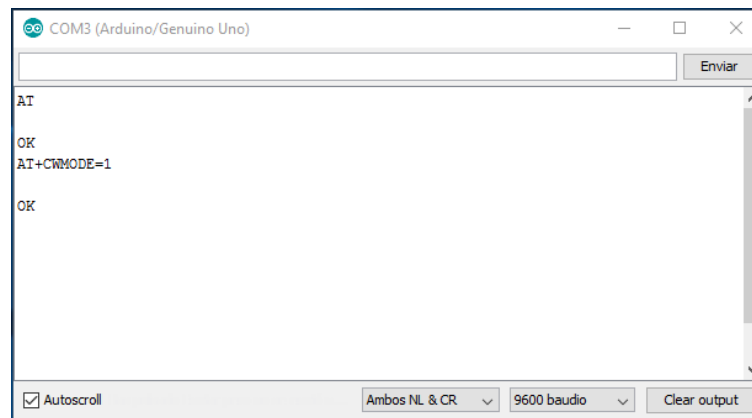 COM3 (Arduino/Genuino Uno)
Enviar
AT
OK
AT+CWMODE=1
OK
Autoscroll
Ambos NL & CR
9600 baudio
Clear output